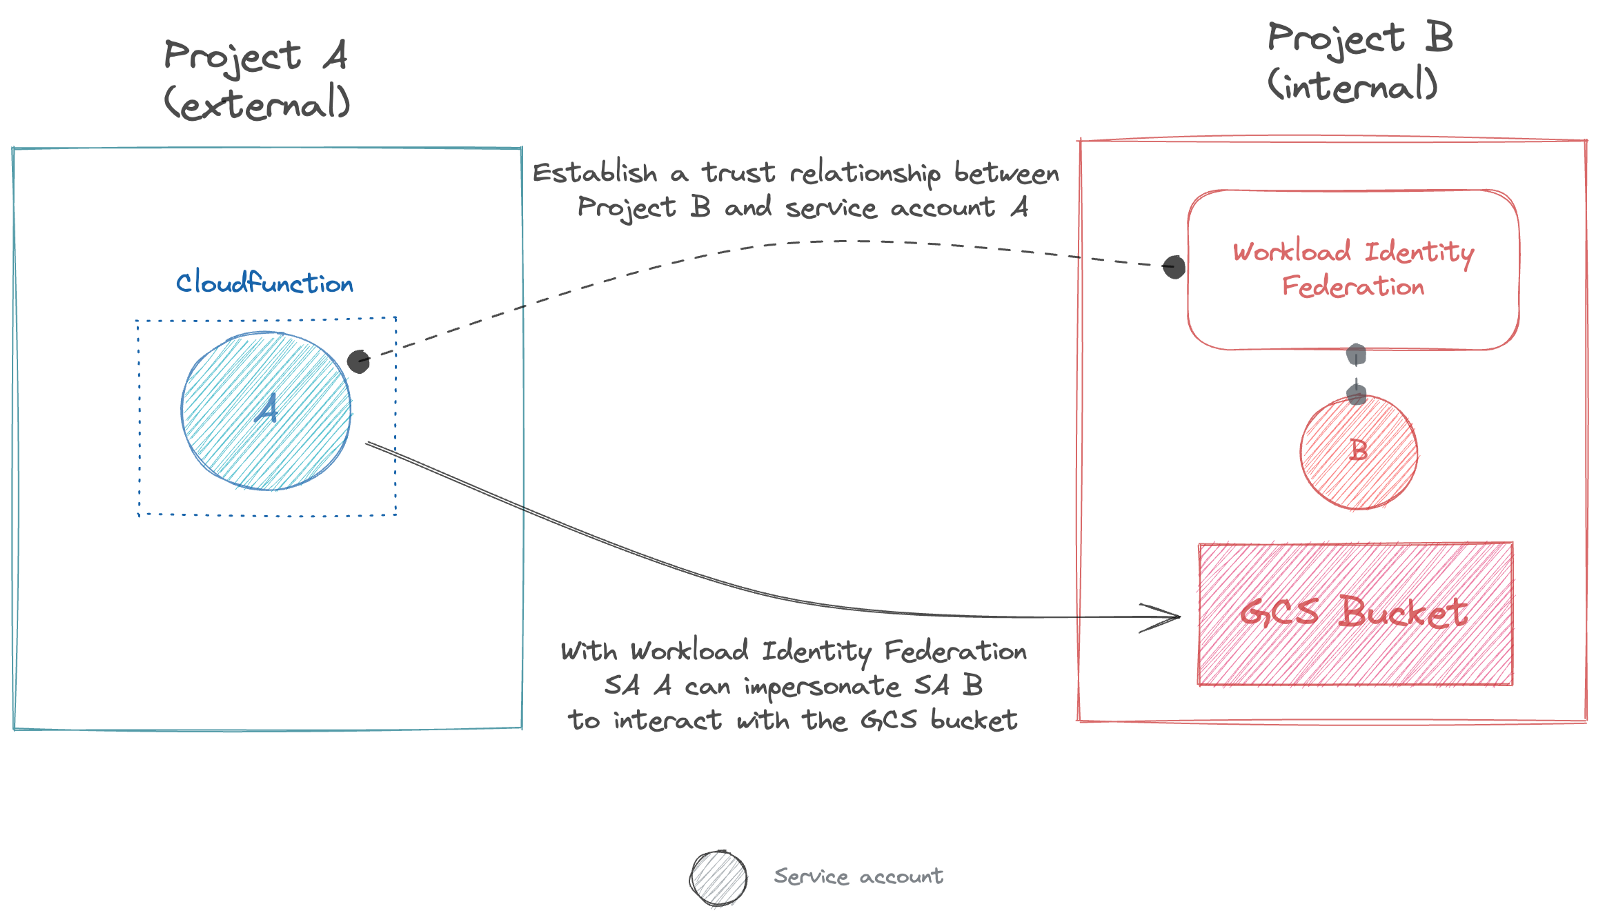 Project A
(external)
Project B
(internal)
Establish a trust relationship between
Project B and service account A
Cloudfunction
A
Workload Identity
Federation
B
GCS Bucket
With Workload Identity Federation
SA A can impersonate SA B
to interact with the GCS bucket
Service account